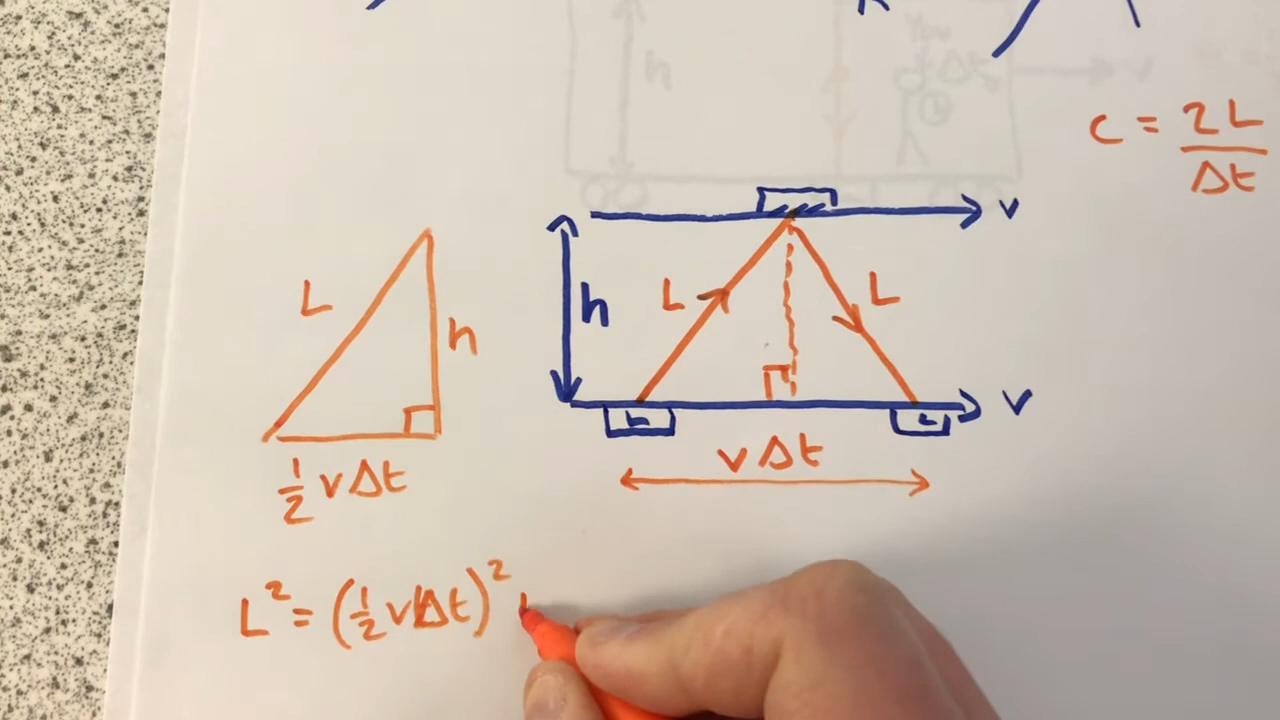 c = 2L/Δt
v
L
h
h
L
L
v
½ vΔt
vΔt
L² = (½ vΔt)²